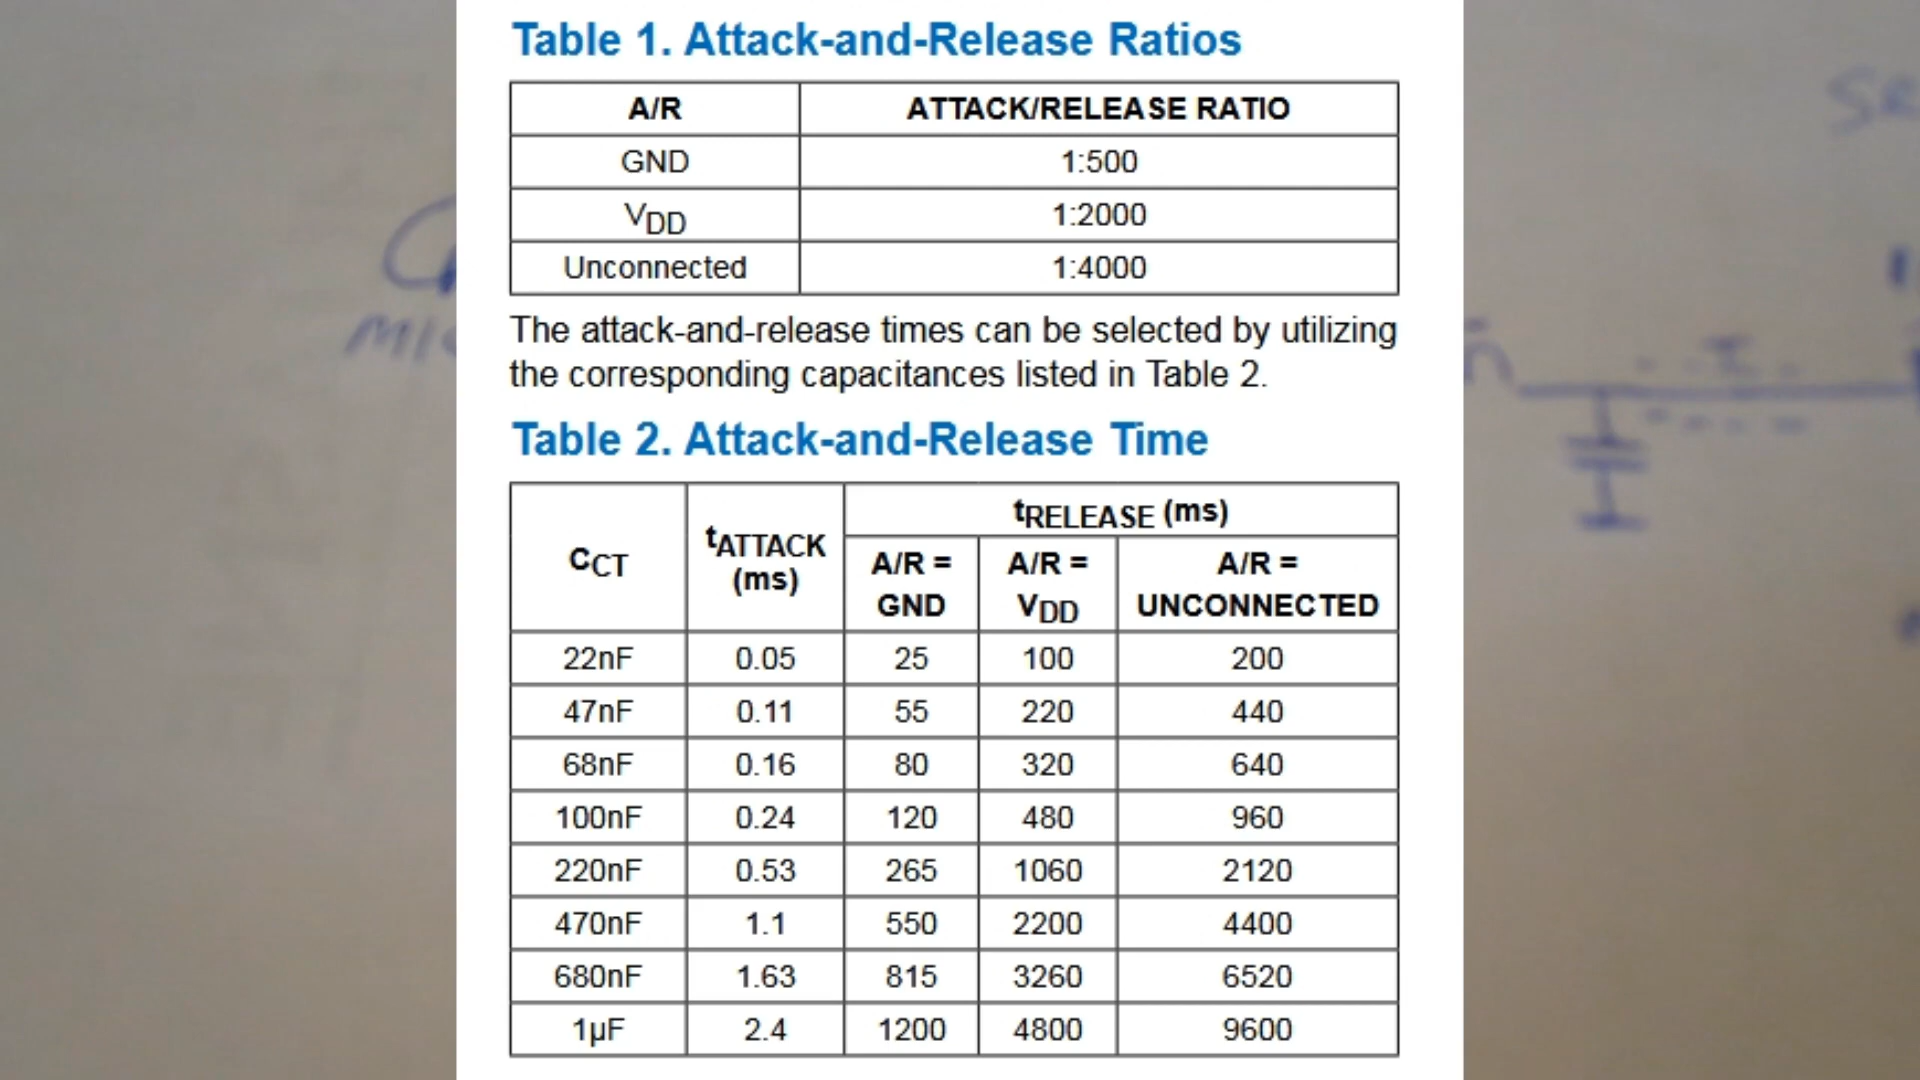 Table 1. Attack-and-Release Ratios
A/R ATTACK/RELEASE RATIO
GND 1:500
VDD 1:2000
Unconnected 1:4000
The attack-and-release times can be selected by utilizing
the corresponding capacitances listed in Table 2.
Table 2. Attack-and-Release Time
CCT tATTACK (ms) tRELEASE (ms)
A/R = GND A/R = VDD A/R = UNCONNECTED
22nF 0.05 25 100 200
47nF 0.11 55 220 440
68nF 0.16 80 320 640
100nF 0.24 120 480 960
220nF 0.53 265 1060 2120
470nF 1.1 550 2200 4400
680nF 1.63 815 3260 6520
1µF 2.4 1200 4800 9600